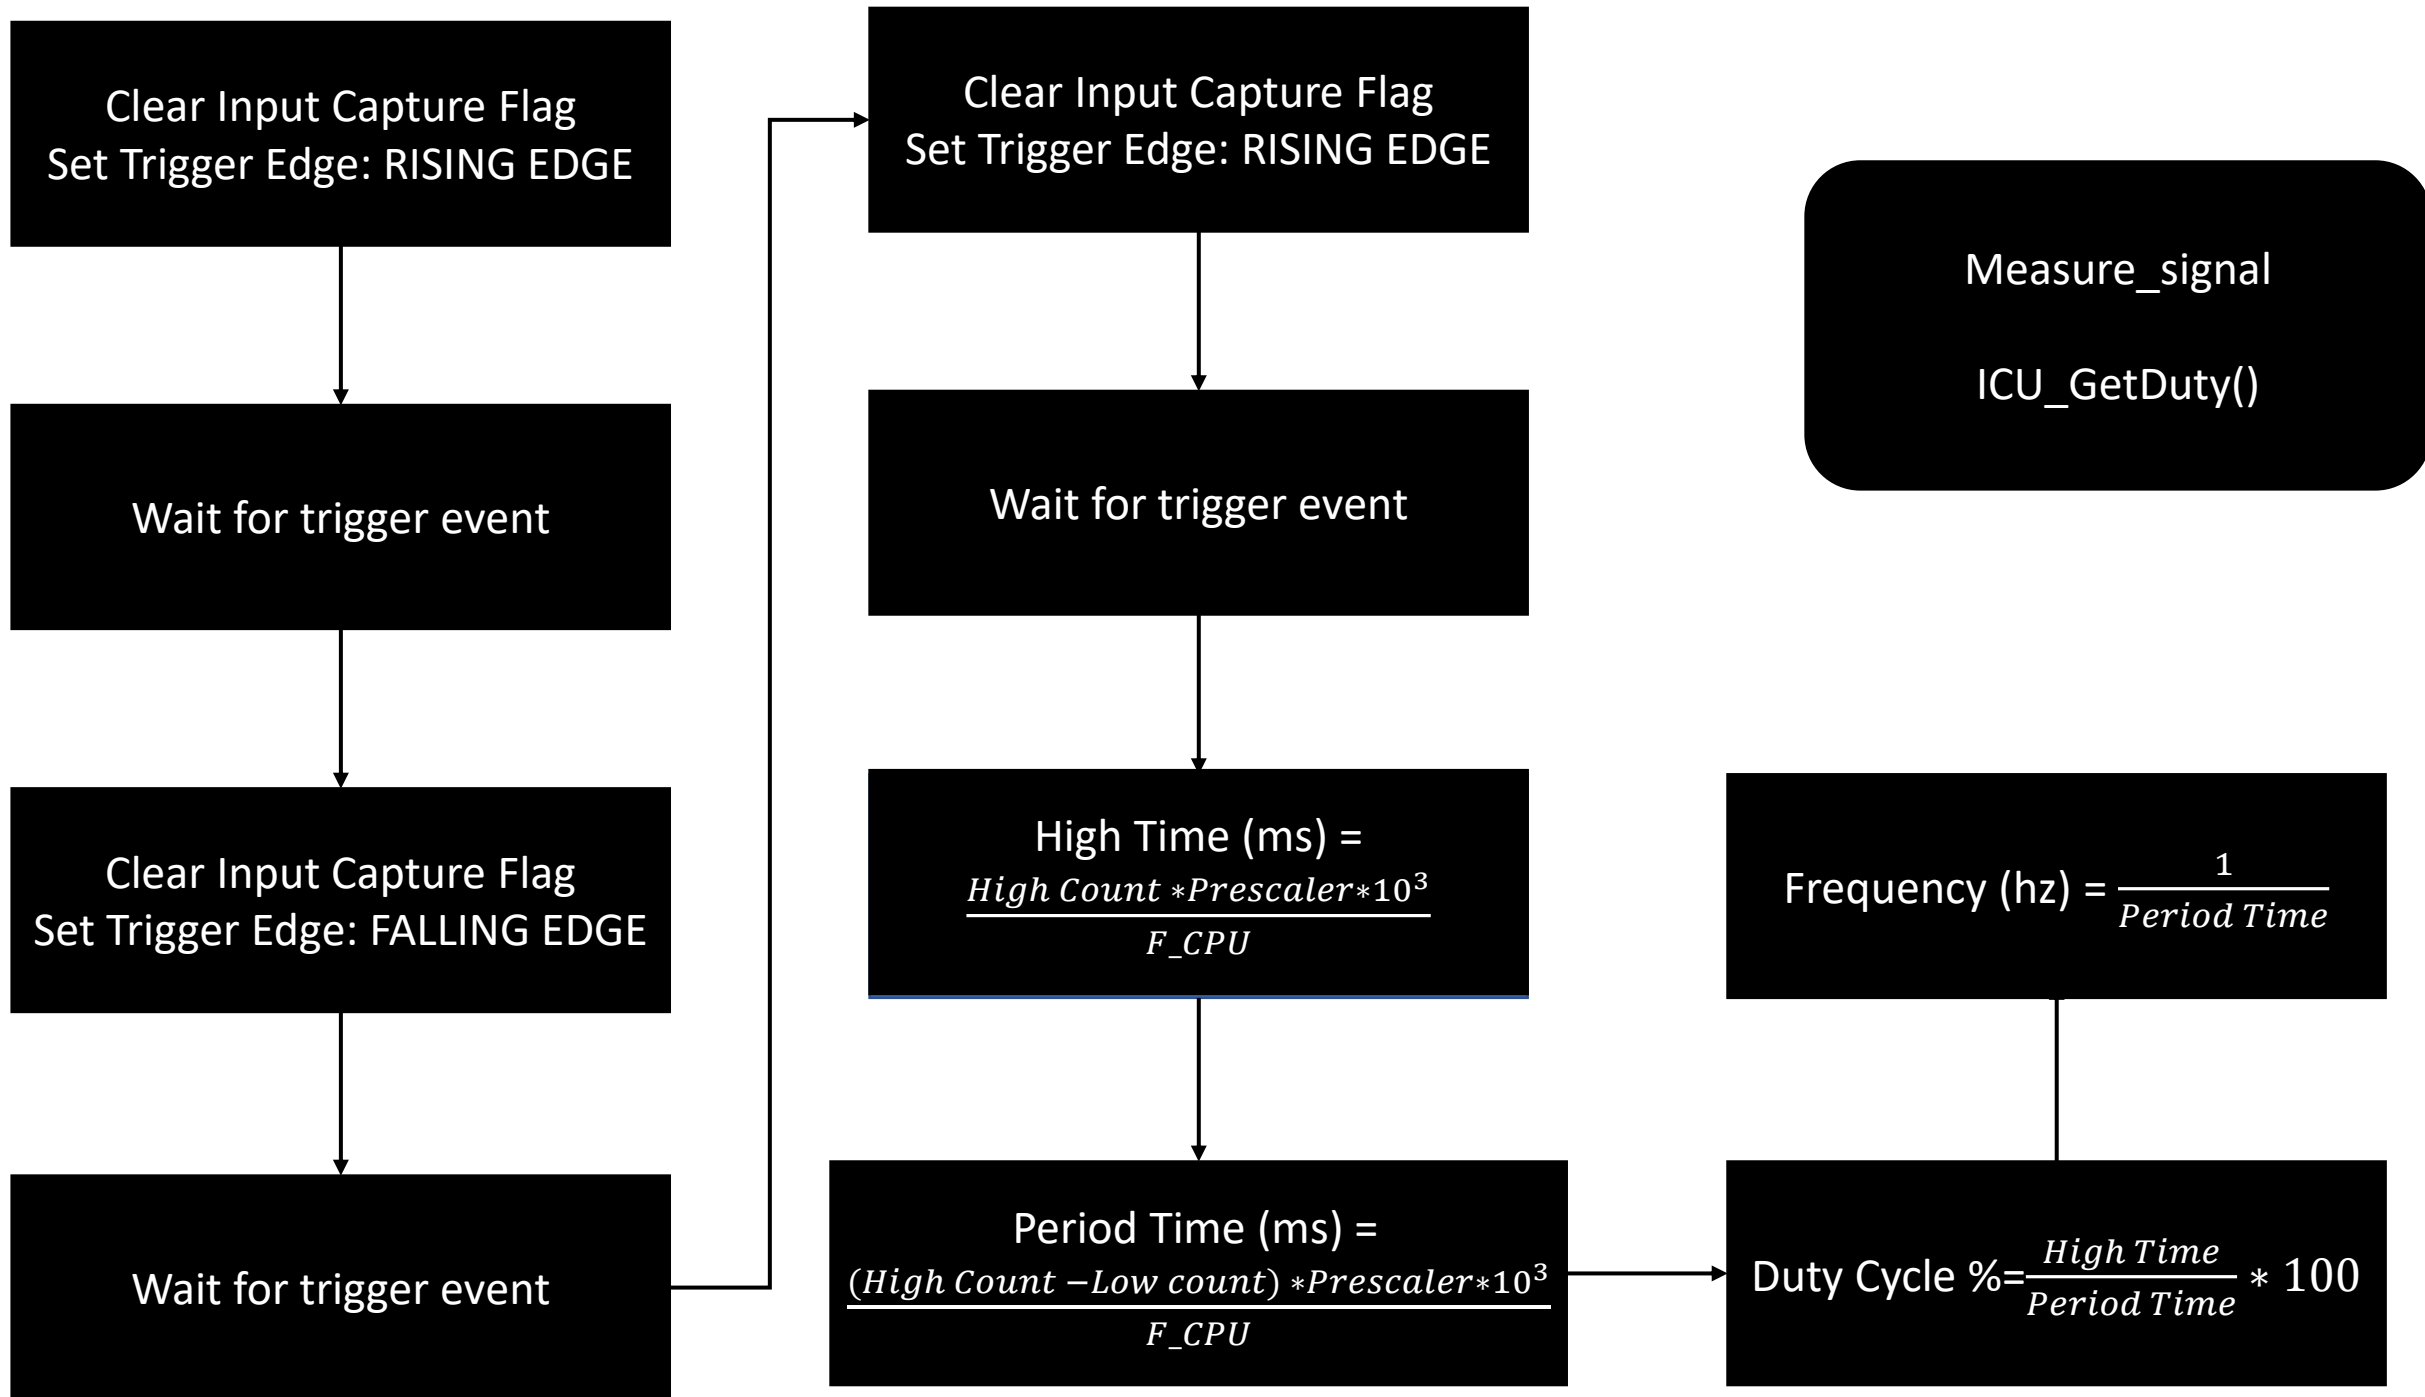 Clear Input Capture Flag
Set Trigger Edge: RISING EDGE
Wait for trigger event
Clear Input Capture Flag
Set Trigger Edge: FALLING EDGE
Wait for trigger event
Clear Input Capture Flag
Set Trigger Edge: RISING EDGE
Wait for trigger event
High Time (ms) =
High Count *Prescaler*10³
F_CPU
Period Time (ms) =
(High Count −Low count) *Prescaler*10³
F_CPU
Duty Cycle %= High Time / Period Time * 100
Frequency (hz) = 1 / Period Time
Measure_signal
ICU_GetDuty()